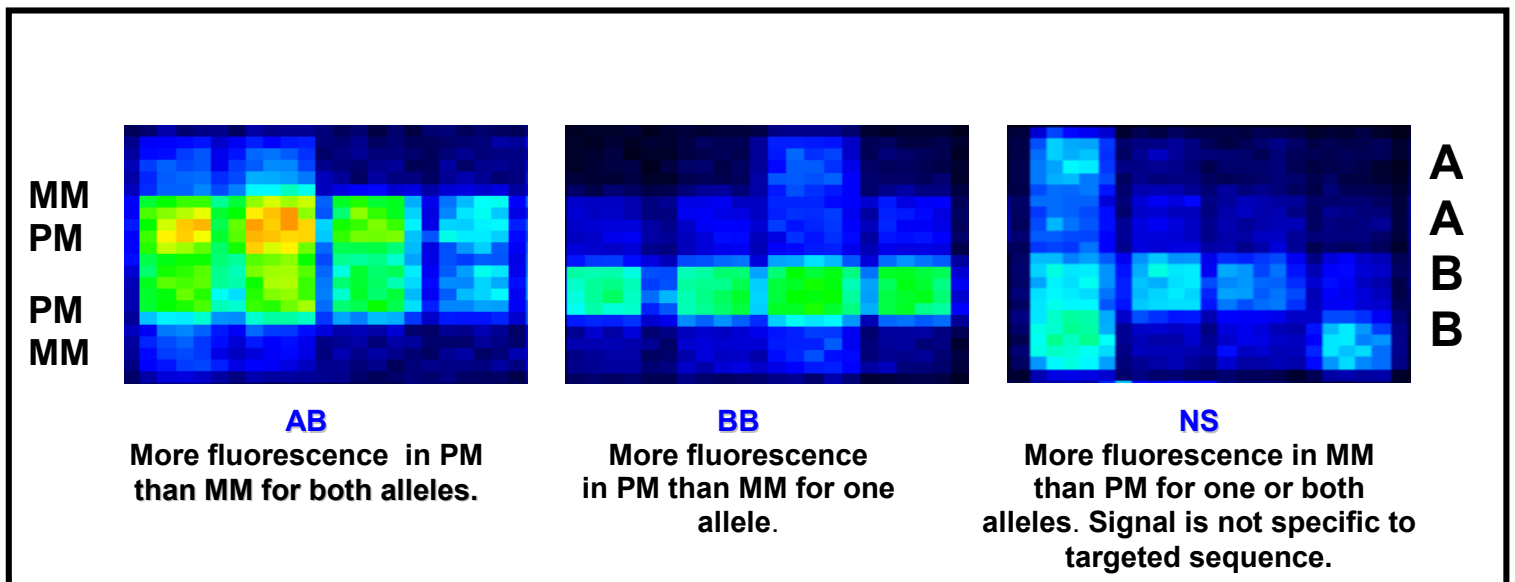 MM
PM
PM
MM
A
A
B
B
AB
More fluorescence in PM
than MM for both alleles.
BB
More fluorescence
in PM than MM for one
allele.
NS
More fluorescence in MM
than PM for one or both
alleles. Signal is not specific to
targeted sequence.